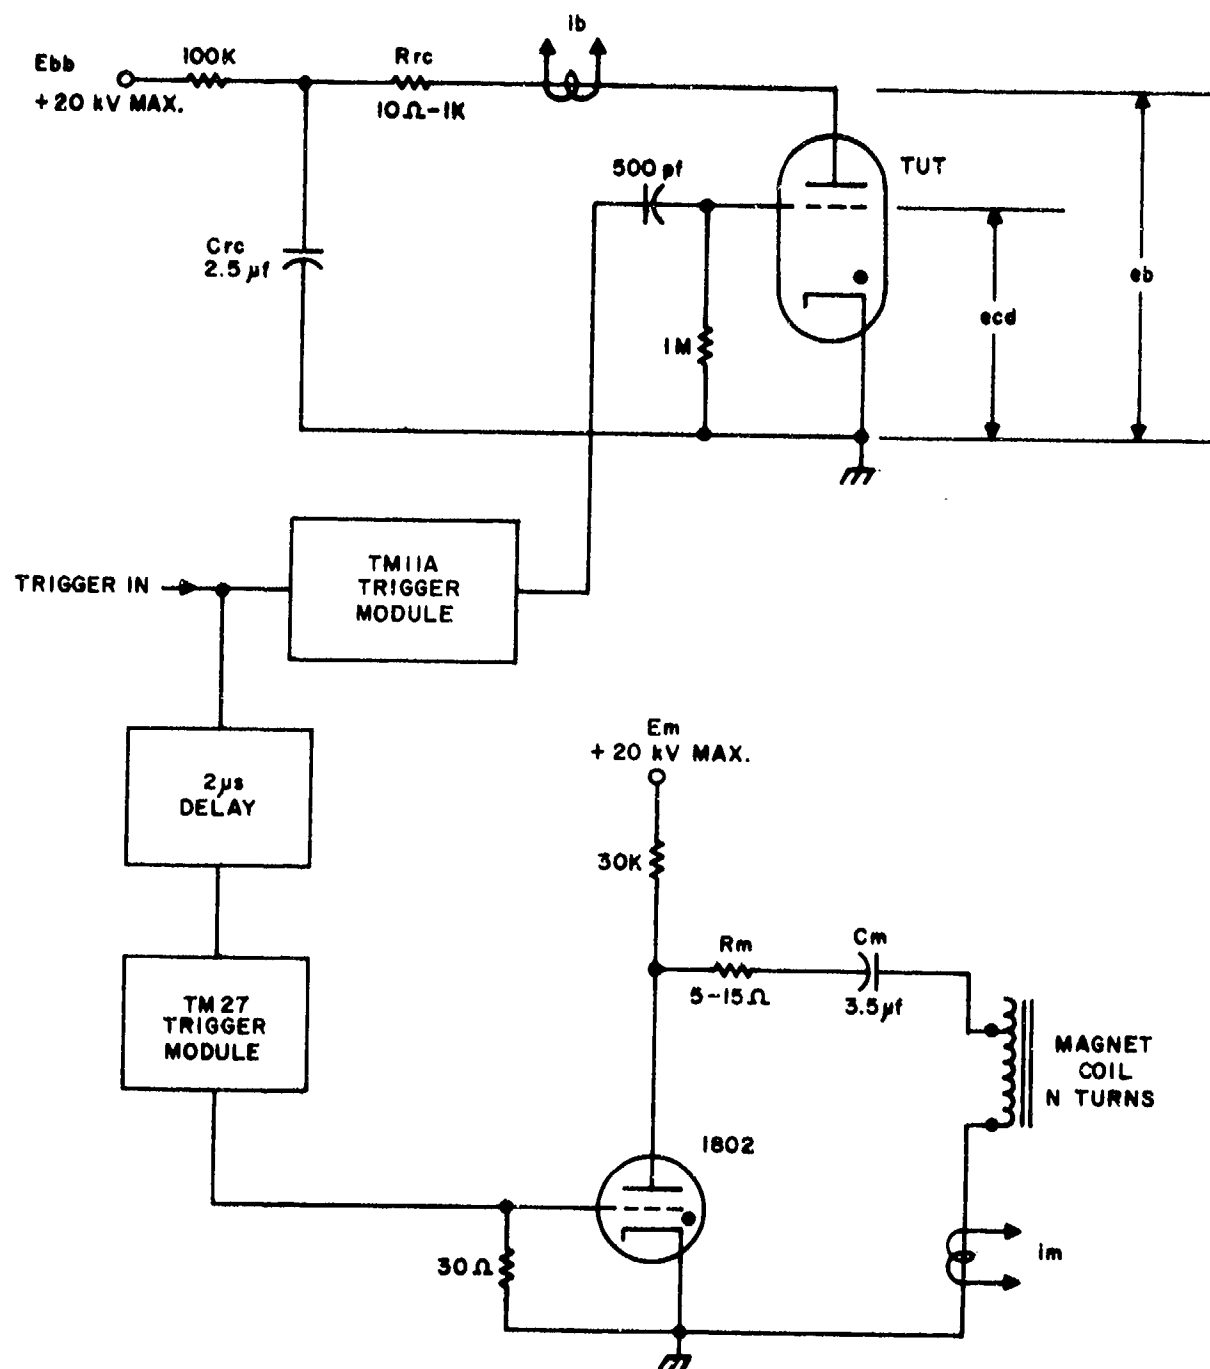 Ebb
+20 kV MAX.
100K
Rrc
10Ω-1K
ib
500 pf
TUT
Crc
2.5 µf
1M
ecd
eb
TRIGGER IN
TM11A
TRIGGER
MODULE
2µs
DELAY
Em
+20 kV MAX.
30K
Rm
5-15Ω
Cm
3.5µf
TM27
TRIGGER
MODULE
MAGNET
COIL
N TURNS
1802
30Ω
im